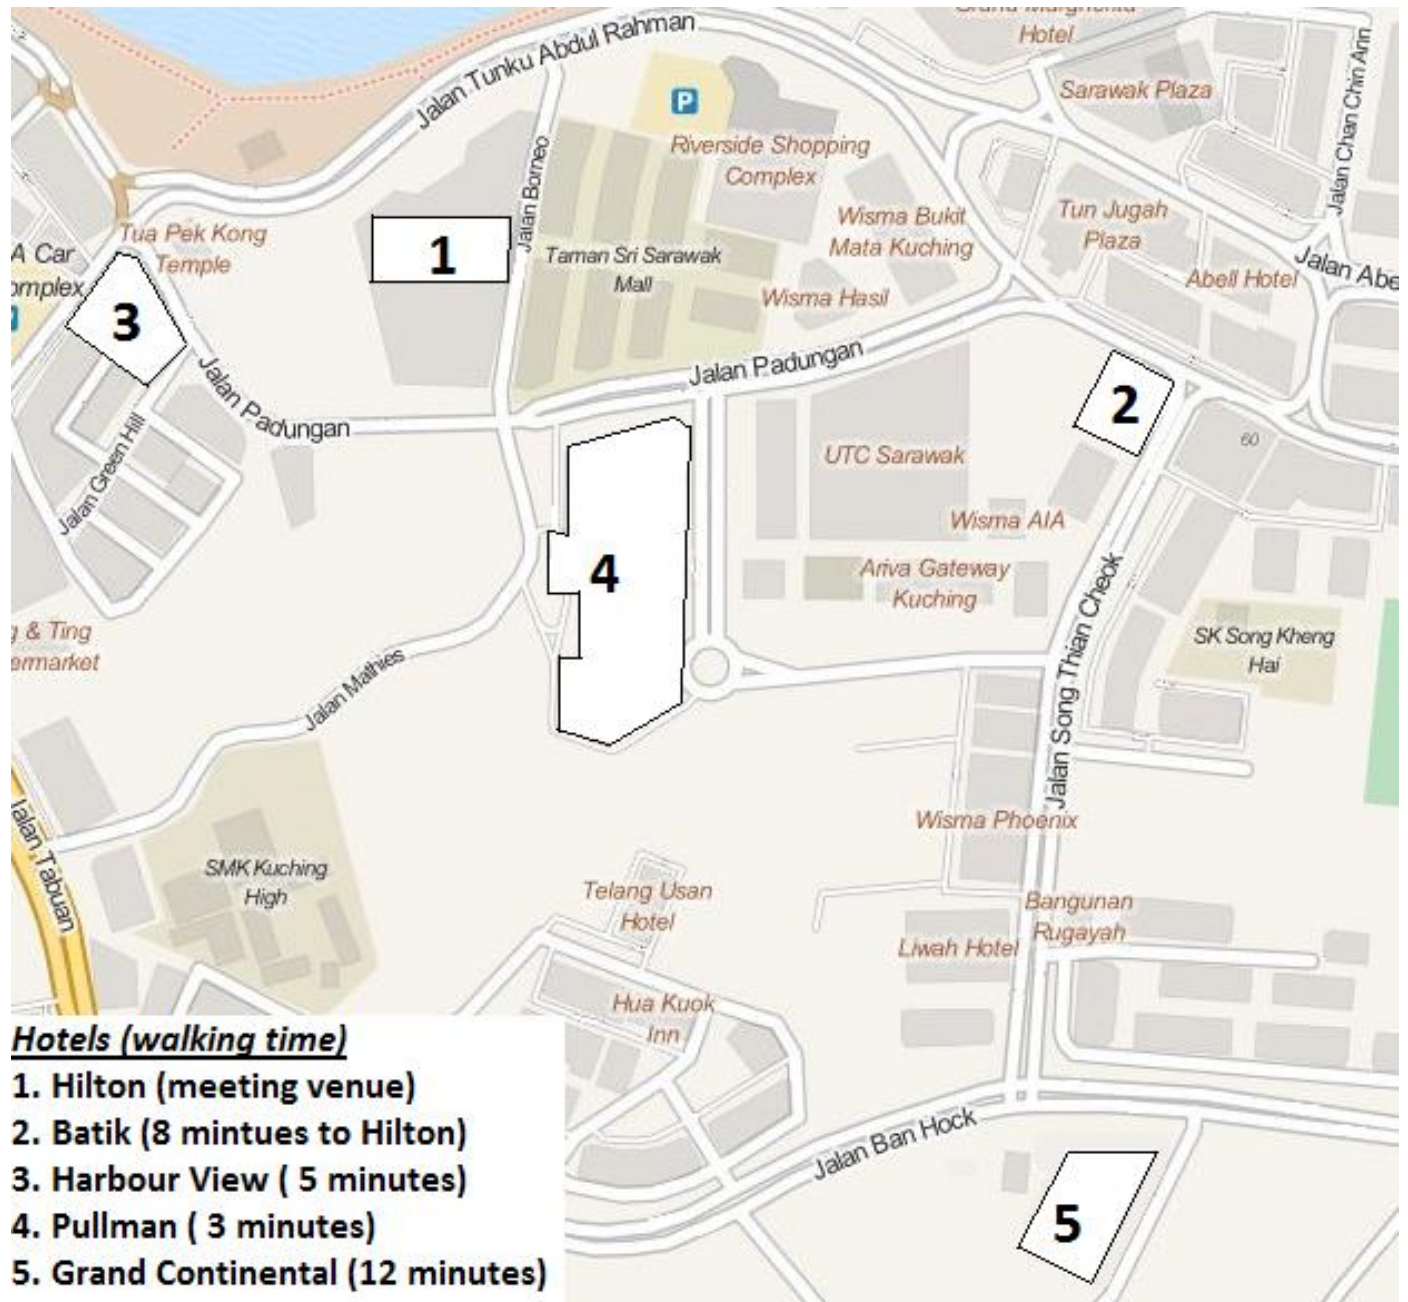 Grand Margherita
Hotel
Jalan Tunku Abdul Rahman
P
Sarawak Plaza
Jalan Chan Chin Ann
Riverside Shopping
Complex
Jalan Borneo
Tua Pek Kong
Temple
A Car
omplex
1
Taman Sri Sarawak
Mall
Wisma Bukit
Mata Kuching
Wisma Hasil
Tun Jugah
Plaza
Abell Hotel
Jalan Abe
3
Jalan Padungan
Jalan Padungan
2
Jalan Green Hill
UTC Sarawak
60
Wisma AIA
4
Ariva Gateway
Kuching
Jalan Song Thian Cheok
SK Song Kheng
Hai
g & Ting
ermarket
Jalan Mathies
Jalan Tabuan
SMK Kuching
High
Wisma Phoenix
Telang Usan
Hotel
Bangunan
Rugayah
Liwah Hotel
Hua Kuok
Inn
Jalan Ban Hock
5
Hotels (walking time)
1. Hilton (meeting venue)
2. Batik (8 mintues to Hilton)
3. Harbour View ( 5 minutes)
4. Pullman ( 3 minutes)
5. Grand Continental (12 minutes)